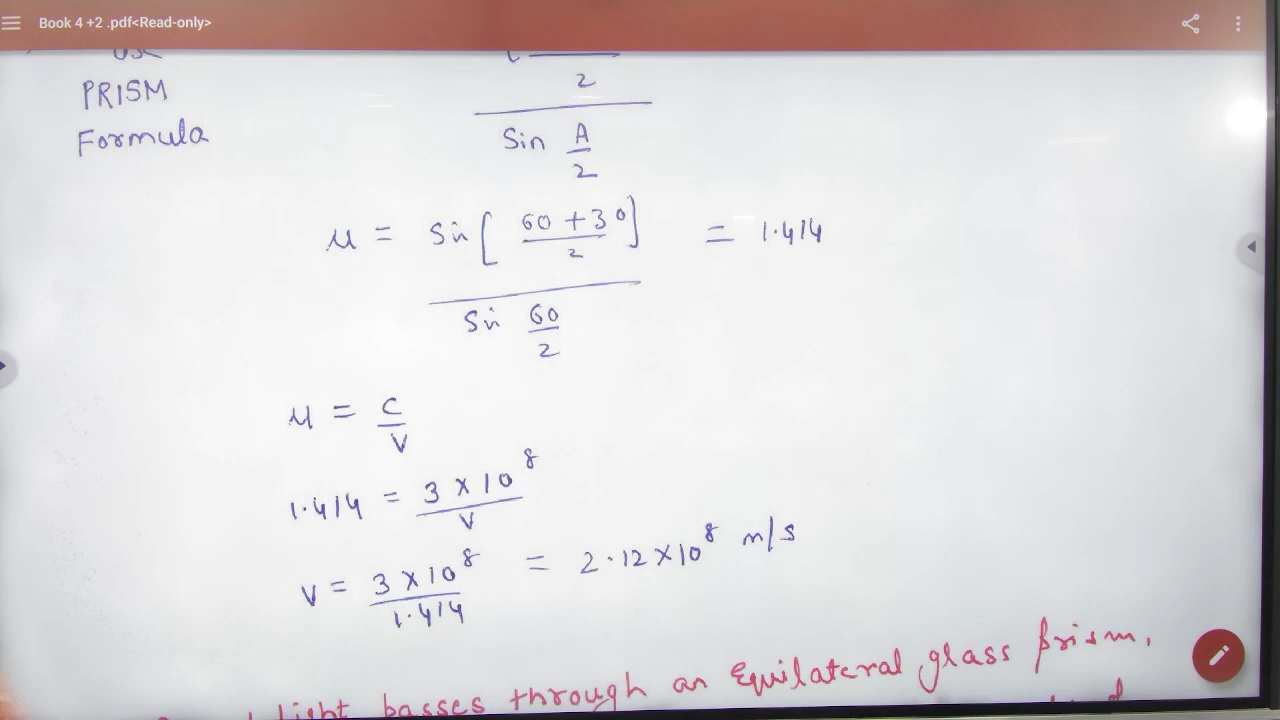 Book 4 +2 .pdf<Read-only>
2
PRISM
Formula
Sin A/2
μ = Sin[(60+30)/2] = 1.414
Sin 60/2
μ = C/V
1.414 = 3×10^8/V
V = 3×10^8/1.414 = 2.12×10^8 m/s
light passes through an Equilateral glass prism,